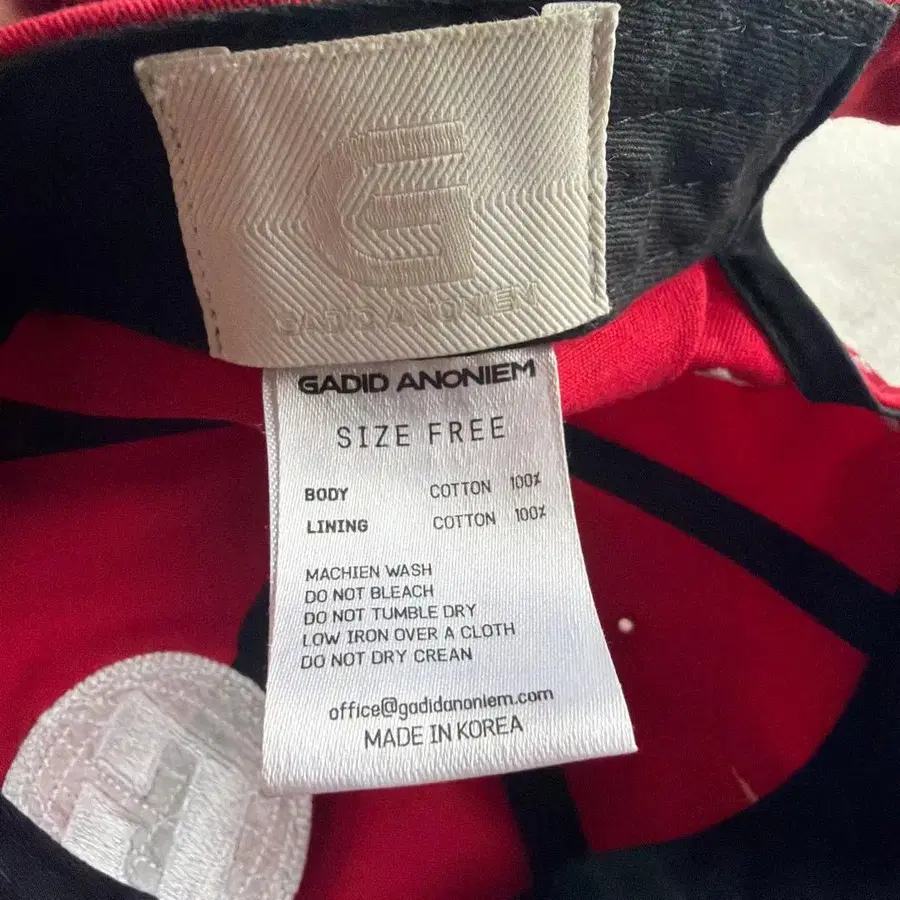 GADID ANONIEM
GADID ANONIEM
SIZE FREE
BODY COTTON 100%
LINING COTTON 100%
MACHIEN WASH
DO NOT BLEACH
DO NOT TUMBLE DRY
LOW IRON OVER A CLOTH
DO NOT DRY CREAN
office@gadidanoniem.com
MADE IN KOREA